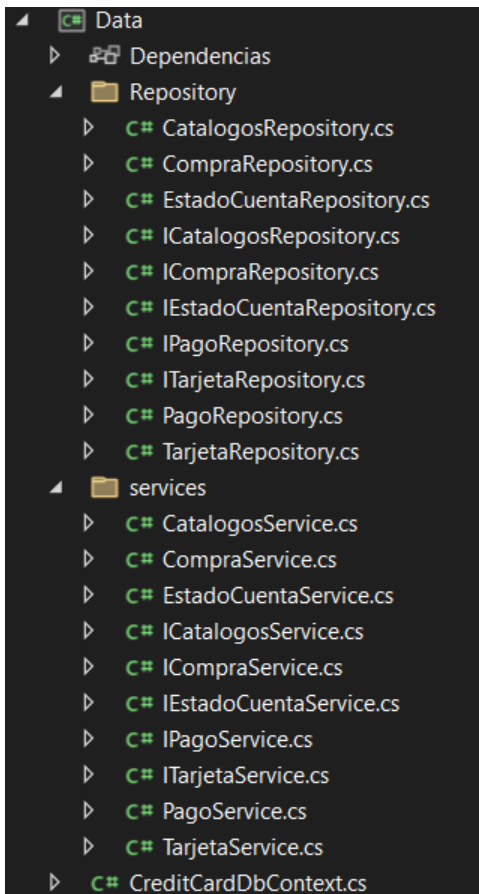 C# Data
Dependencias
Repository
C# CatalogosRepository.cs
C# CompraRepository.cs
C# EstadoCuentaRepository.cs
C# ICatalogosRepository.cs
C# ICompraRepository.cs
C# IEstadoCuentaRepository.cs
C# IPagoRepository.cs
C# ITarjetaRepository.cs
C# PagoRepository.cs
C# TarjetaRepository.cs
services
C# CatalogosService.cs
C# CompraService.cs
C# EstadoCuentaService.cs
C# ICatalogosService.cs
C# ICompraService.cs
C# IEstadoCuentaService.cs
C# IPagoService.cs
C# ITarjetaService.cs
C# PagoService.cs
C# TarjetaService.cs
C# CreditCardDbContext.cs